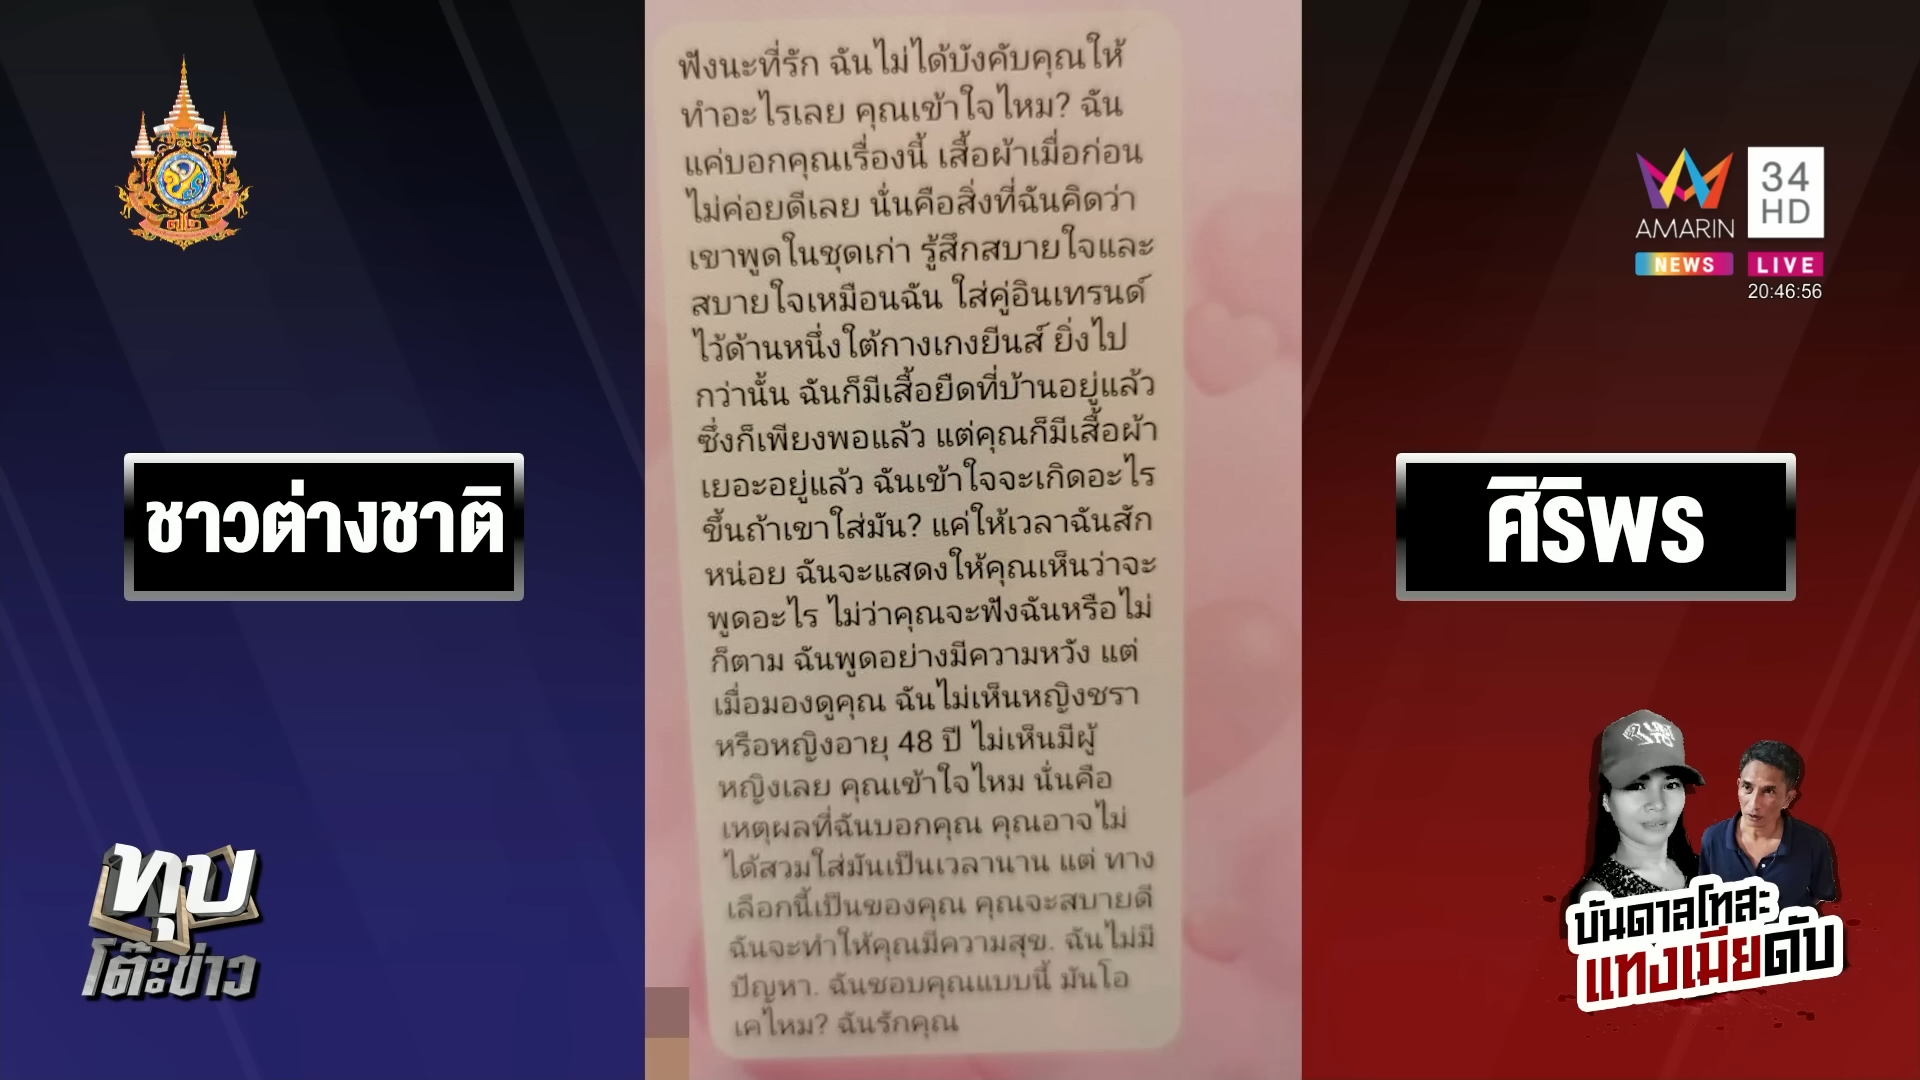 ฟังนะที่รัก ฉันไม่ได้บังคับคุณให้
ทำอะไรเลย คุณเข้าใจไหม? ฉัน
แค่บอกคุณเรื่องนี้ เสื้อผ้าเมื่อก่อน
ไม่ค่อยดีเลย นั่นคือสิ่งที่ฉันคิดว่า
เขาพูดในชุดเก่า รู้สึกสบายใจและ
สบายใจเหมือนฉัน ใส่คู่อินเทรนด์
ไว้ด้านหนึ่งใต้กางเกงยีนส์ ยิ่งไป
กว่านั้น ฉันก็มีเสื้อยืดที่บ้านอยู่แล้ว
ซึ่งก็เพียงพอแล้ว แต่คุณก็มีเสื้อผ้า
เยอะอยู่แล้ว ฉันเข้าใจจะเกิดอะไร
ขึ้นถ้าเขาใส่มัน? แค่ให้เวลาฉันสัก
หน่อย ฉันจะแสดงให้คุณเห็นว่าจะ
พูดอะไร ไม่ว่าคุณจะฟังฉันหรือไม่
ก็ตาม ฉันพูดอย่างมีความหวัง แต่
เมื่อมองดูคุณ ฉันไม่เห็นหญิงชรา
หรือหญิงอายุ 48 ปี ไม่เห็นมีผู้
หญิงเลย คุณเข้าใจไหม นั่นคือ
เหตุผลที่ฉันบอกคุณ คุณอาจไม่
ได้สวมใส่มันเป็นเวลานาน แต่ ทาง
เลือกนี้เป็นของคุณ คุณจะสบายดี
ฉันจะทำให้คุณมีความสุข. ฉันไม่มี
ปัญหา. ฉันชอบคุณแบบนี้ มันโอ
เคไหม? ฉันรักคุณ
ชาวต่างชาติ
ศิริพร
AMARIN
34
HD
NEWS
LIVE
20:46:56
ทุบ
โต๊ะข่าว
บันดาลโทสะ
แทงเมียดับ